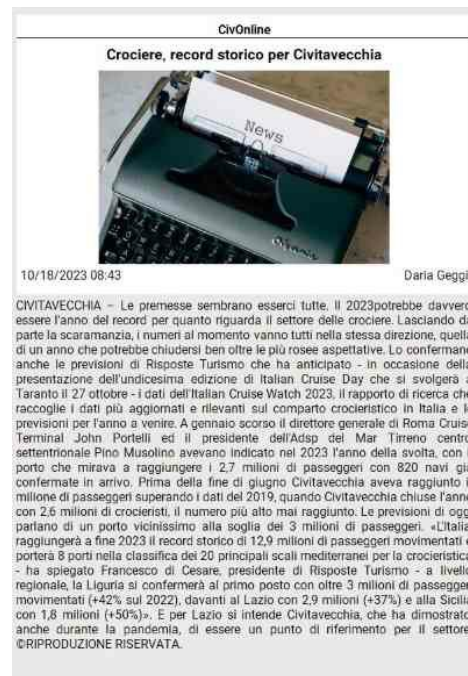 CivOnline
Crociere, record storico per Civitavecchia
News
10/18/2023 08:43
Daria Geggi
CIVITAVECCHIA – Le premesse sembrano esserci tutte. Il 2023potrebbe davvero
essere l'anno del record per quanto riguarda il settore delle crociere. Lasciando da
parte la scaramanzia, i numeri al momento vanno tutti nella stessa direzione, quella
di un anno che potrebbe chiudersi ben oltre le più rosee aspettative. Lo confermano
anche le previsioni di Risposte Turismo che ha anticipato - in occasione della
presentazione dell'undicesima edizione di Italian Cruise Day che si svolgerà a
Taranto il 27 ottobre - i dati dell'Italian Cruise Watch 2023, il rapporto di ricerca che
raccoglie i dati più aggiornati e rilevanti sul comparto crocieristico in Italia e le
previsioni per l'anno a venire. A gennaio scorso il direttore generale di Roma Cruise
Terminal John Portelli ed il presidente dell'Adsp del Mar Tirreno centro
settentrionale Pino Musolino avevano indicato nel 2023 l'anno della svolta, con
porto che mirava a raggiungere i 2,7 milioni di passeggeri con 820 navi già
confermate in arrivo. Prima della fine di giugno Civitavecchia aveva raggiunto
milione di passeggeri superando i dati del 2019, quando Civitavecchia chiuse l'anno
con 2,6 milioni di crocieristi, il numero più alto mai raggiunto. Le previsioni di oggi
parlano di un porto vicinissimo alla soglia dei 3 milioni di passeggeri. «L'Italia
raggiungerà a fine 2023 il record storico di 12,9 milioni di passeggeri movimentati e
porterà 8 porti nella classifica dei 20 principali scali mediterranei per la crocieristica
- ha spiegato Francesco di Cesare, presidente di Risposte Turismo - a livello
regionale, la Liguria si confermerà al primo posto con oltre 3 milioni di passeggeri
movimentati (+42% sul 2022), davanti al Lazio con 2,9 milioni (+37%) e alla Sicilia
con 1,8 milioni (+50%)». E per Lazio si intende Civitavecchia, che ha dimostrato,
anche durante la pandemia, di essere un punto di riferimento per il settore.
©RIPRODUZIONE RISERVATA.